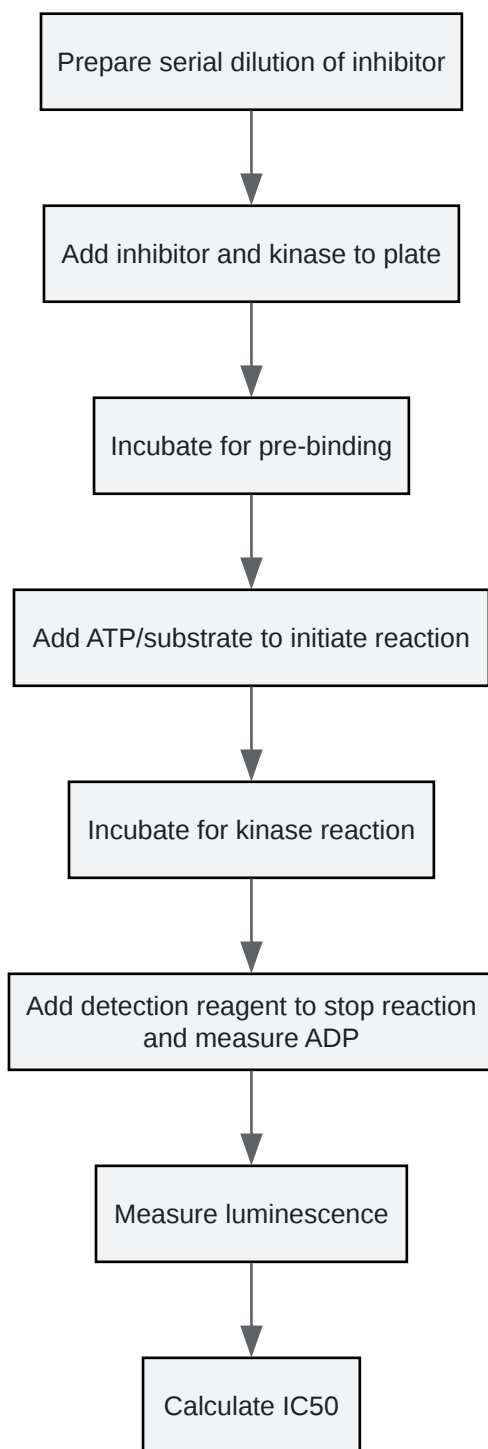 Prepare serial dilution of inhibitor
Add inhibitor and kinase to plate
Incubate for pre-binding
Add ATP/substrate to initiate reaction
Incubate for kinase reaction
Add detection reagent to stop reaction
and measure ADP
Measure luminescence
Calculate IC50